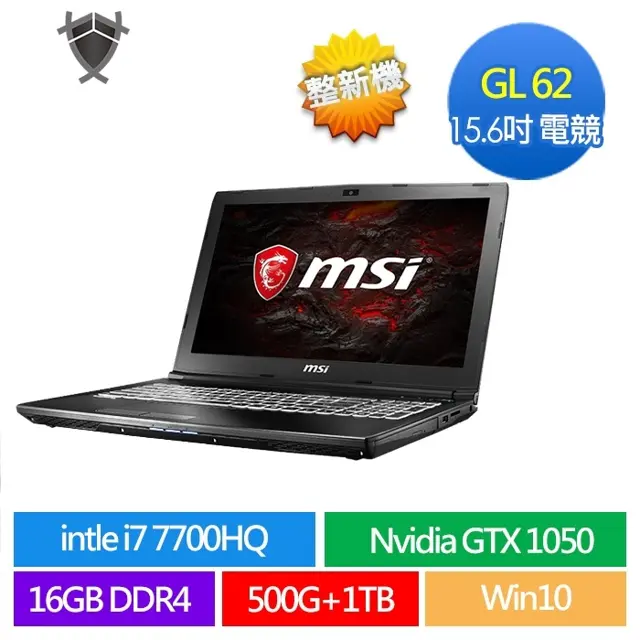 整新機
GL 62
15.6吋 電競
msi
msi
intle i7 7700HQ
Nvidia GTX 1050
16GB DDR4
500G+1TB
Win10